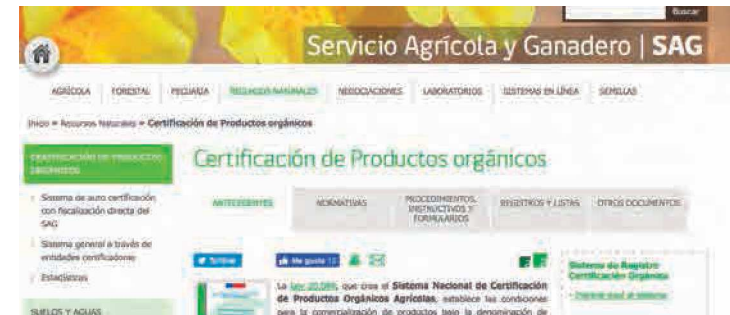 Buscar
Servicio Agrícola y Ganadero | SAG
AGRÍCOLA FORESTAL PECUARIA RECURSOS NATURALES NEGOCIACIONES LABORATORIOS SISTEMAS EN LÍNEA SEMILLAS
Inicio » Recursos Naturales » Certificación de Productos orgánicos
CERTIFICACIÓN DE PRODUCTOS
ORGÁNICOS
Sistema de auto certificación
con fiscalización directa del
SAG
Sistema general a través de
entidades certificadoras
Estadísticas
SUELOS Y AGUAS
Certificación de Productos orgánicos
ANTECEDENTES NORMATIVAS PROCEDIMIENTOS, INSTRUCTIVOS Y FORMULARIOS REGISTROS Y LISTAS OTROS DOCUMENTOS
Me gusta
La Ley 20.089, que crea el Sistema Nacional de Certificación
de Productos Orgánicos Agrícolas, establece las condiciones
para la comercialización de productos bajo la denominación de
Sistema de Registro
Certificación Orgánica